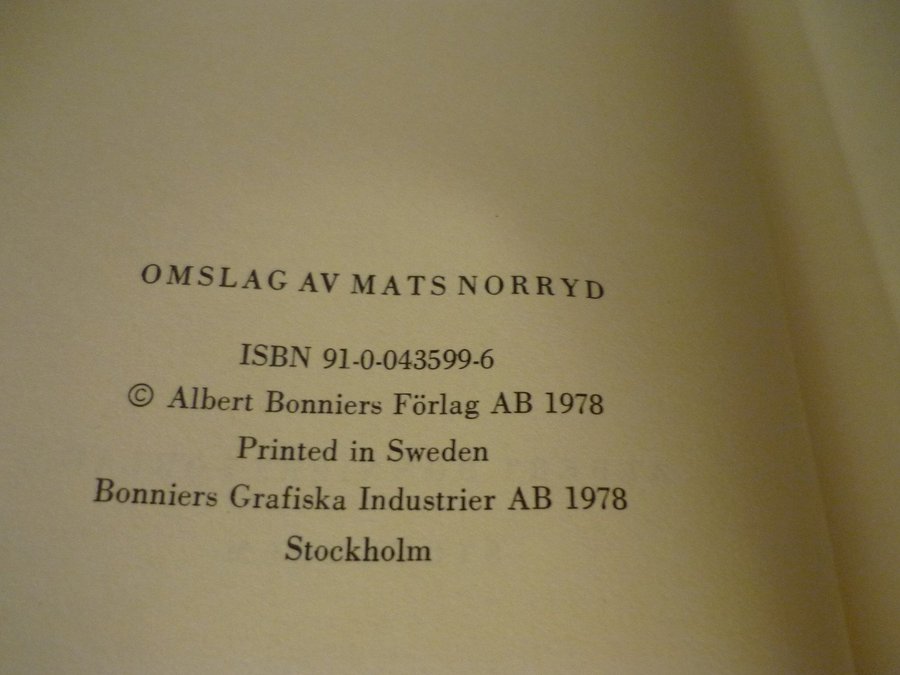 OMSLAG AV MATS NORRYD
ISBN 91-0-043599-6
© Albert Bonniers Förlag AB 1978
Printed in Sweden
Bonniers Grafiska Industrier AB 1978
Stockholm